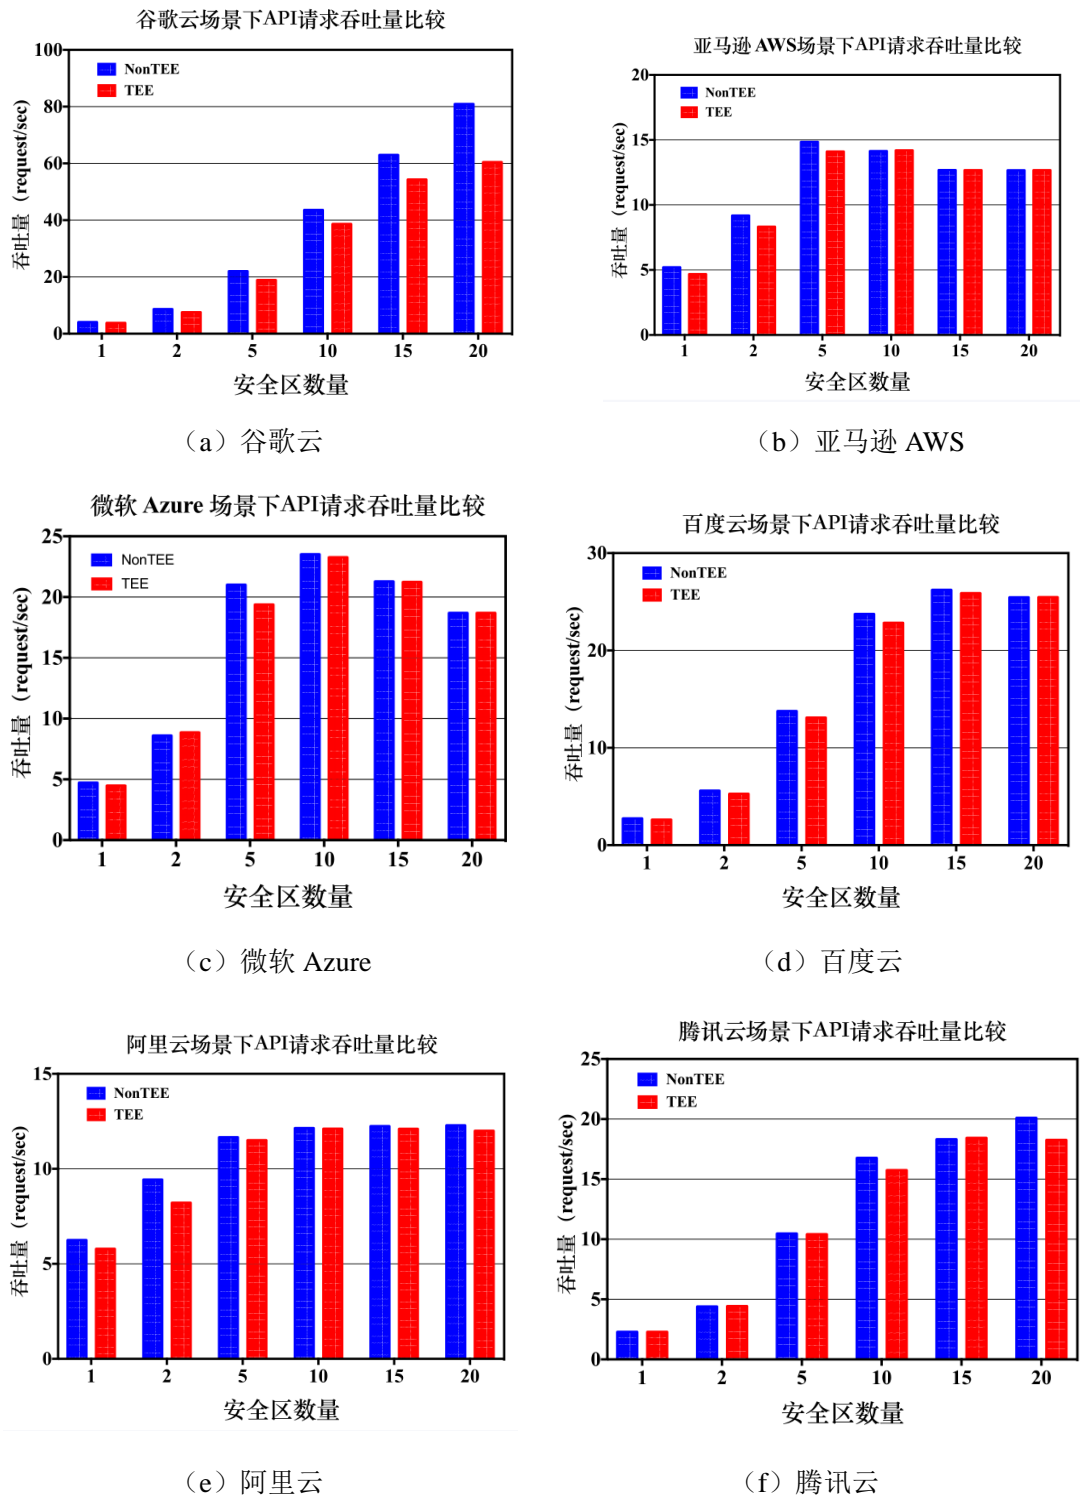 谷歌云场景下API请求吞吐量比较
吞吐量（request/sec）
100
80
60
40
20
0
NonTEE
TEE
1 2 5 10 15 20
安全区数量
（a）谷歌云
亚马逊 AWS场景下API请求吞吐量比较
吞吐量（request/sec）
20
15
10
5
0
NonTEE
TEE
1 2 5 10 15 20
安全区数量
（b）亚马逊 AWS
微软 Azure 场景下API请求吞吐量比较
吞吐量（request/sec）
25
20
15
10
5
0
NonTEE
TEE
1 2 5 10 15 20
安全区数量
（c）微软 Azure
百度云场景下API请求吞吐量比较
吞吐量（request/sec）
30
20
10
0
NonTEE
TEE
1 2 5 10 15 20
安全区数量
（d）百度云
阿里云场景下API请求吞吐量比较
吞吐量（request/sec）
15
10
5
0
NonTEE
TEE
1 2 5 10 15 20
安全区数量
（e）阿里云
腾讯云场景下API请求吞吐量比较
吞吐量（request/sec）
25
20
15
10
5
0
NonTEE
TEE
1 2 5 10 15 20
安全区数量
（f）腾讯云